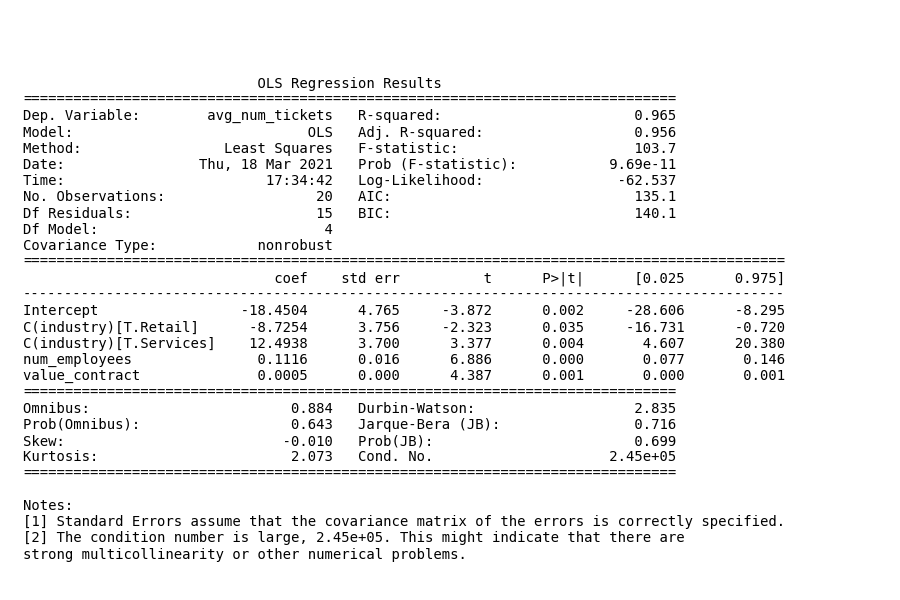 OLS Regression Results
==============================================================================
Dep. Variable: avg_num_tickets R-squared: 0.965
Model: OLS Adj. R-squared: 0.956
Method: Least Squares F-statistic: 103.7
Date: Thu, 18 Mar 2021 Prob (F-statistic): 9.69e-11
Time: 17:34:42 Log-Likelihood: -62.537
No. Observations: 20 AIC: 135.1
Df Residuals: 15 BIC: 140.1
Df Model: 4
Covariance Type: nonrobust
===========================================================================================
coef std err t P>|t| [0.025 0.975]
-------------------------------------------------------------------------------------------
Intercept -18.4504 4.765 -3.872 0.002 -28.606 -8.295
C(industry)[T.Retail] -8.7254 3.756 -2.323 0.035 -16.731 -0.720
C(industry)[T.Services] 12.4938 3.700 3.377 0.004 4.607 20.380
num_employees 0.1116 0.016 6.886 0.000 0.077 0.146
value_contract 0.0005 0.000 4.387 0.001 0.000 0.001
==============================================================================
Omnibus: 0.884 Durbin-Watson: 2.835
Prob(Omnibus): 0.643 Jarque-Bera (JB): 0.716
Skew: -0.010 Prob(JB): 0.699
Kurtosis: 2.073 Cond. No. 2.45e+05
==============================================================================
Notes:
[1] Standard Errors assume that the covariance matrix of the errors is correctly specified.
[2] The condition number is large, 2.45e+05. This might indicate that there are
strong multicollinearity or other numerical problems.